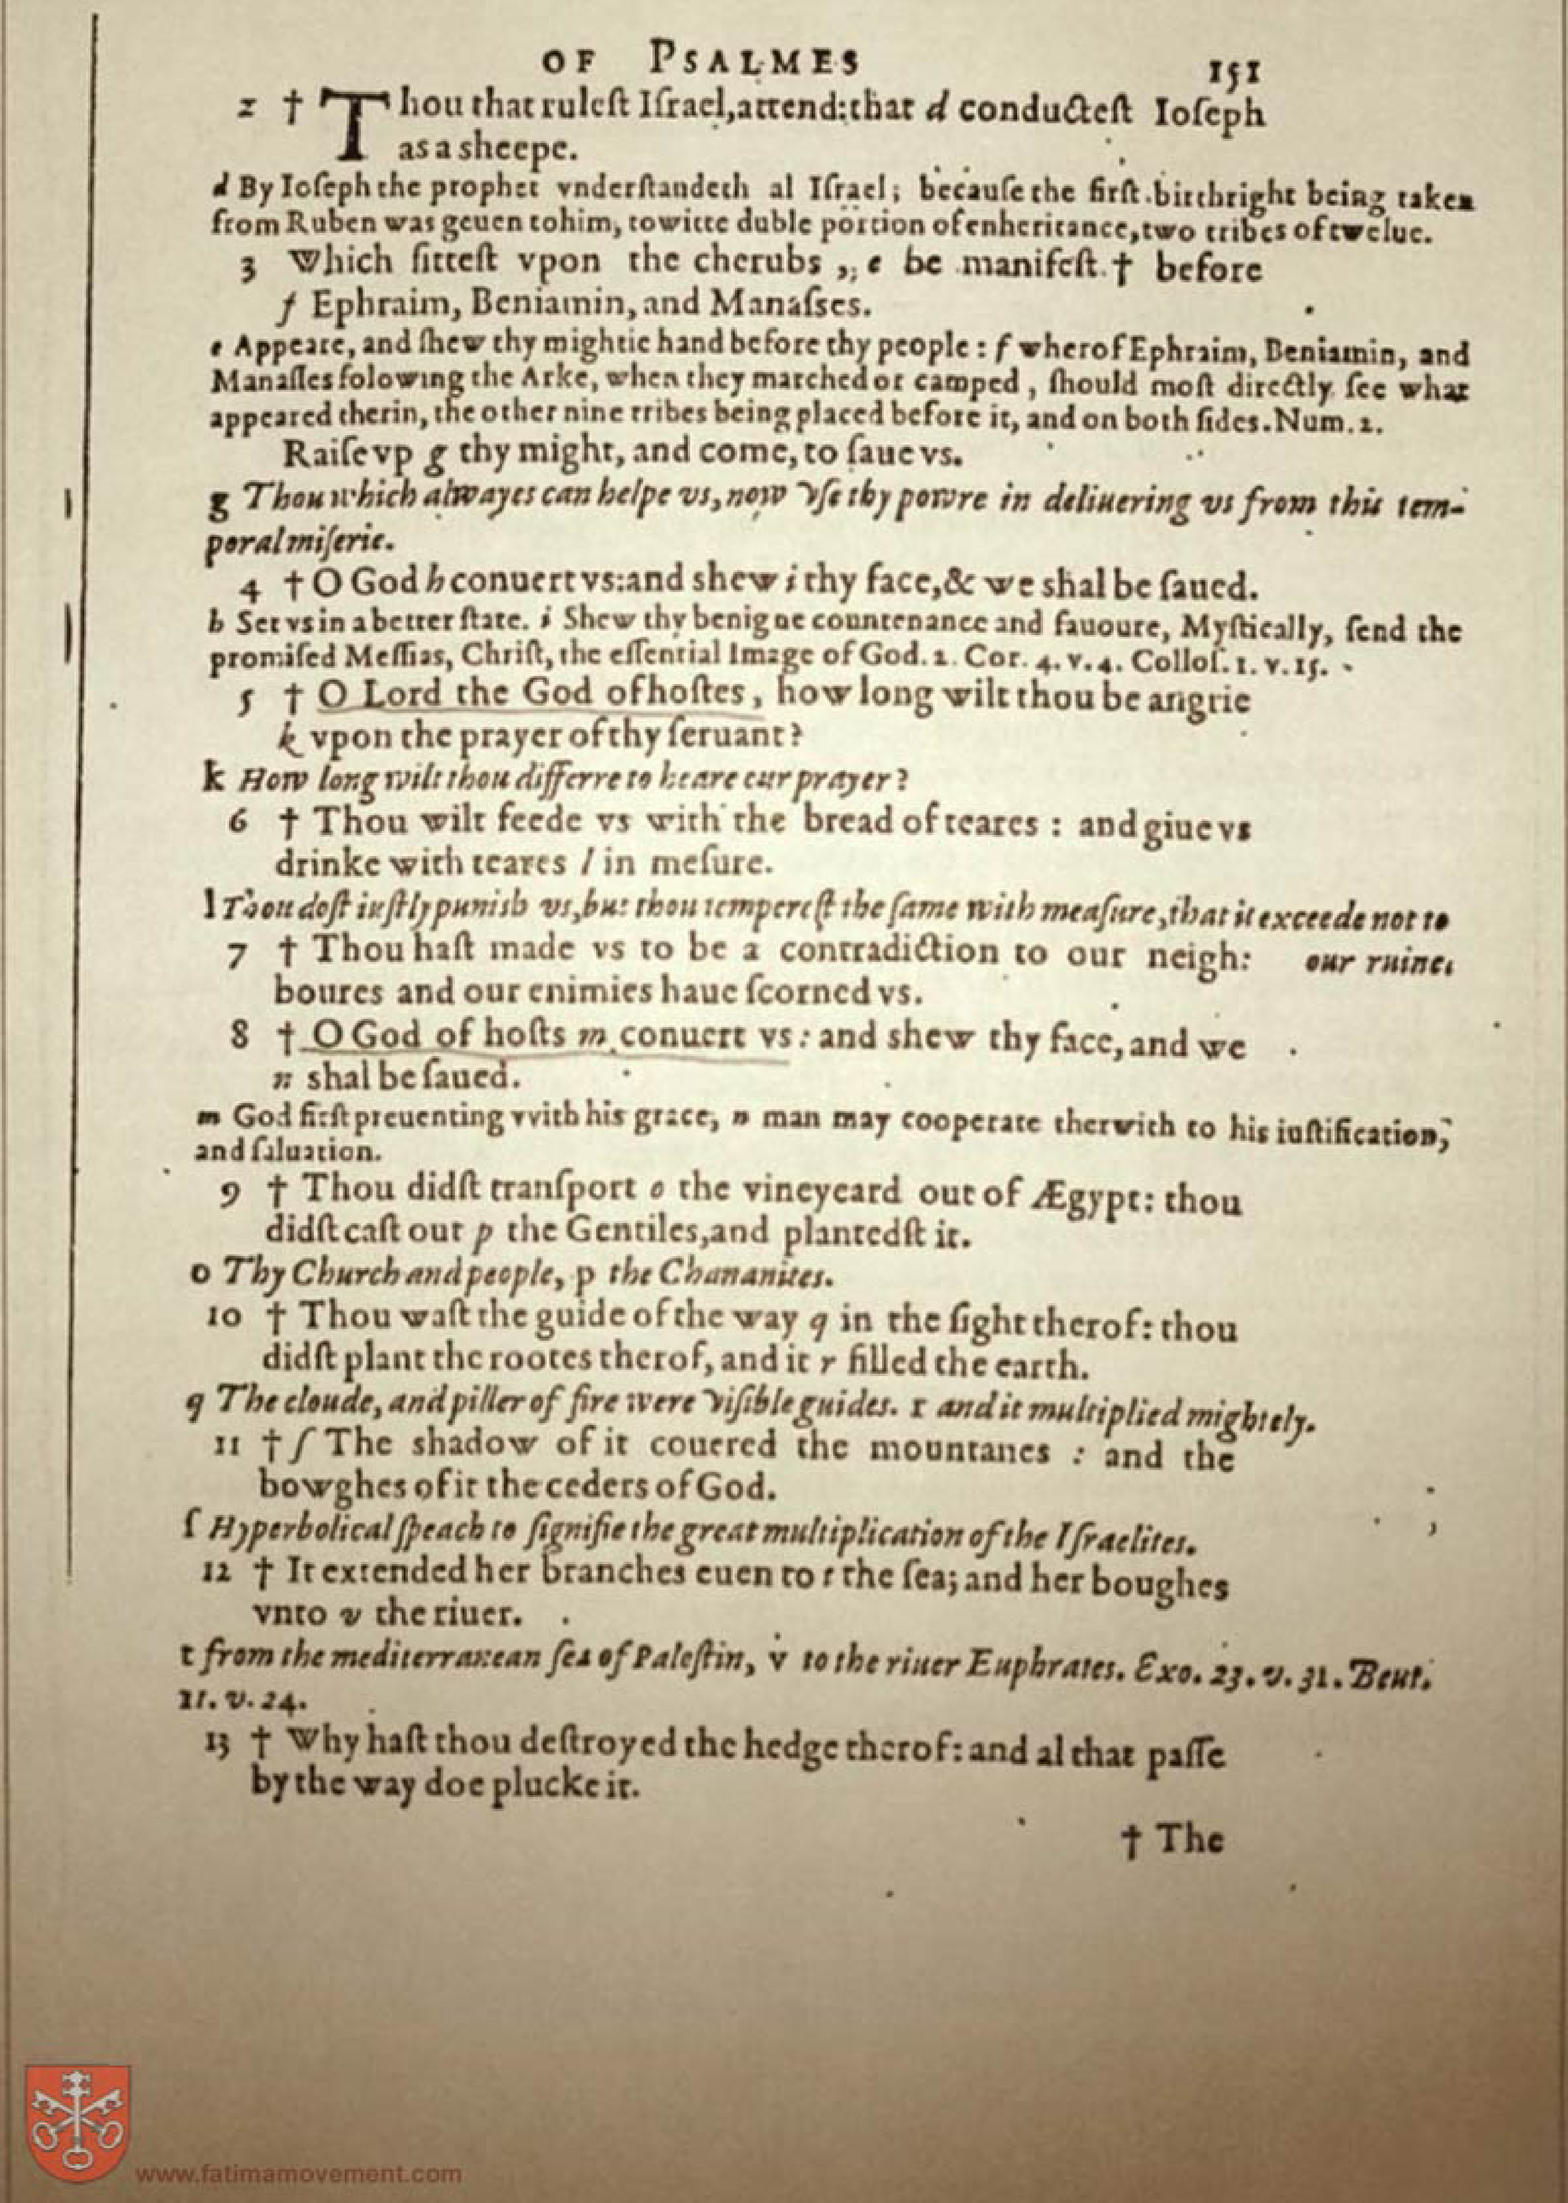 OF PSALMES 151
2 † Thou that rulest Israel, attend: that d conductest Ioseph
as a sheepe.
d By Ioseph the prophet vnderstandeth al Israel; because the first birthright being taken
from Ruben was geuen to him, to witte duble portion of enheritance, two tribes of twelue.
3 Which sittest vpon the cherubs, e be manifest † before
f Ephraim, Beniamin, and Manasses.
e Appeare, and shew thy mightie hand before thy people: f wherof Ephraim, Beniamin, and
Manasses folowing the Arke, when they marched or camped, should most directly see what
appeared therin, the other nine tribes being placed before it, and on both sides. Num. 2.
Raise vp g thy might, and come, to saue vs.
g Thou which alwayes can helpe vs, now vse thy powre in deliuering vs from this tem-
poral miserie.
4 † O God h conuert vs: and shew i thy face, & we shal be saued.
h Set vs in a better state. i Shew thy benigne countenance and fauoure, Mystically, send the
promised Messias, Christ, the essential Image of God. 2. Cor. 4. v. 4. Collos. 1. v. 15.
5 † O Lord the God of hostes, how long wilt thou be angrie
k vpon the prayer of thy seruant?
k How long wilt thou differre to heare our prayer?
6 † Thou wilt feede vs with the bread of teares: and giue vs
drinke with teares l in mesure.
l Thou dost iustly punish vs, but thou temperest the same with measure, that it exceede not to
7 † Thou hast made vs to be a contradiction to our neigh: our ruine.
boures and our enimies haue scorned vs.
8 † O God of hosts m conuert vs: and shew thy face, and we
n shal be saued.
m God first preuenting vvith his grace, n man may cooperate therwith to his iustification,
and saluation.
9 † Thou didst transport o the vineyeard out of Ægypt: thou
didst cast out p the Gentiles, and plantedst it.
o Thy Church and people, p the Chananites.
10 † Thou wast the guide of the way q in the sight therof: thou
didst plant the rootes therof, and it r filled the earth.
q The cloude, and piller of fire were visible guides. r and it multiplied mightely.
11 † ſ The shadow of it couered the mountanes : and the
bowghes of it the ceders of God.
ſ Hyperbolical speach to signifie the great multiplication of the Israelites.
12 † It extended her branches euen to t the sea; and her boughes
vnto v the riuer.
t from the mediterranean sea of Palestin, v to the riuer Euphrates. Exo. 23. v. 31. Deut.
11. v. 24.
13 † Why hast thou destroyed the hedge therof: and al that passe
by the way doe plucke it.
† The
www.fatimamovement.com